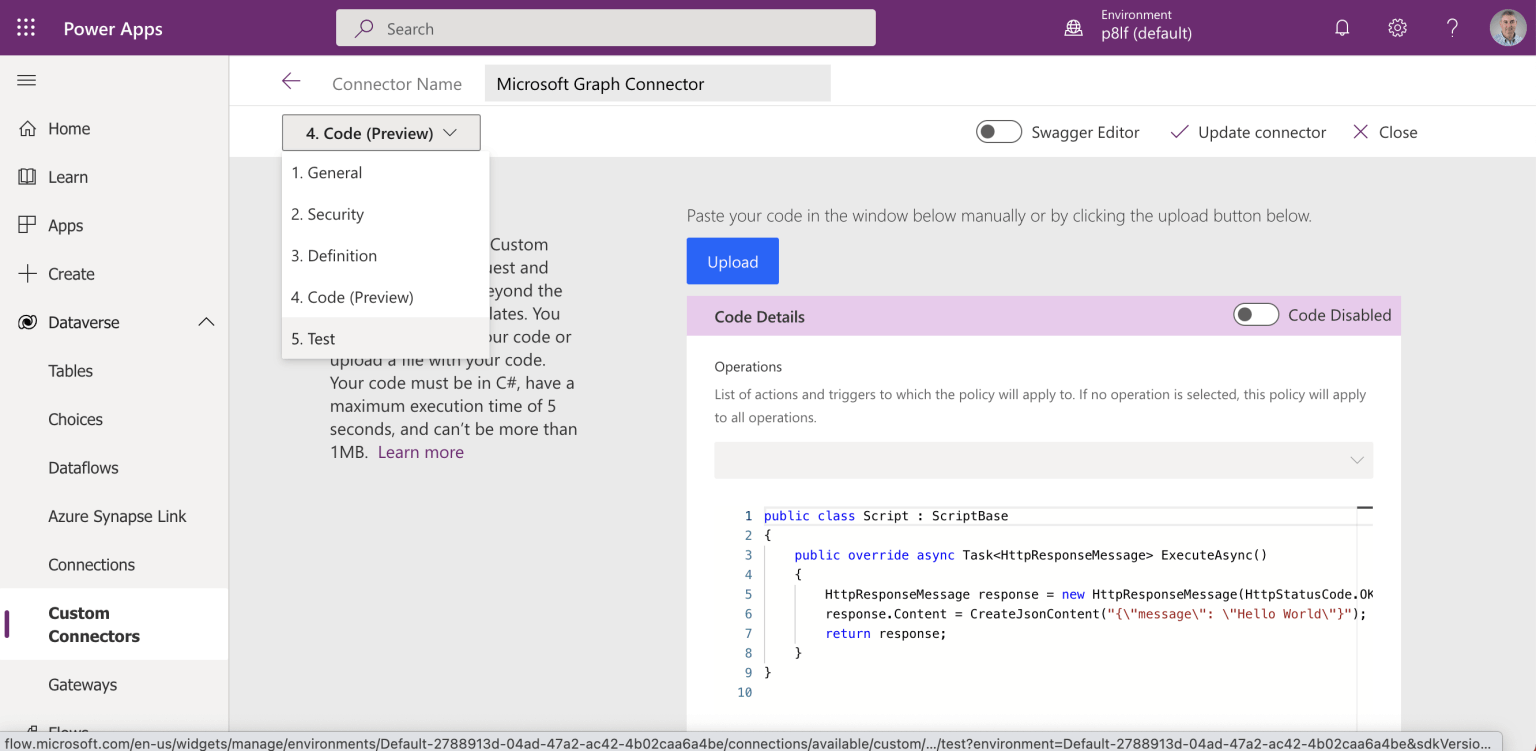 Power Apps
Search
Environment
p8lf (default)
Connector Name
Microsoft Graph Connector
4. Code (Preview)
Swagger Editor
Update connector
Close
Home
Learn
Apps
Create
Dataverse
Tables
Choices
Dataflows
Azure Synapse Link
Connections
Custom
Connectors
Gateways
Flows
1. General
2. Security
3. Definition
4. Code (Preview)
5. Test
Custom
and
the
You
code or
upload a file with your code.
Your code must be in C#, have a
maximum execution time of 5
seconds, and can't be more than
1MB. Learn more
Paste your code in the window below manually or by clicking the upload button below.
Upload
Code Details
Code Disabled
Operations
List of actions and triggers to which the policy will apply to. If no operation is selected, this policy will apply
to all operations.
1 public class Script : ScriptBase
2 {
3 public override async Task<HttpResponseMessage> ExecuteAsync()
4 {
5 HttpResponseMessage response = new HttpResponseMessage(HttpStatusCode.OK
6 response.Content = CreateJsonContent("{\"message\": \"Hello World\"}");
7 return response;
8 }
9 }
10
flow.microsoft.com/en-us/widgets/manage/environments/Default-2788913d-04ad-47a2-ac42-4b02caa6a4be/connections/available/custom/.../test?environment=Default-2788913d-04ad-47a2-ac42-4b02caa6a4be&sdkVersio...